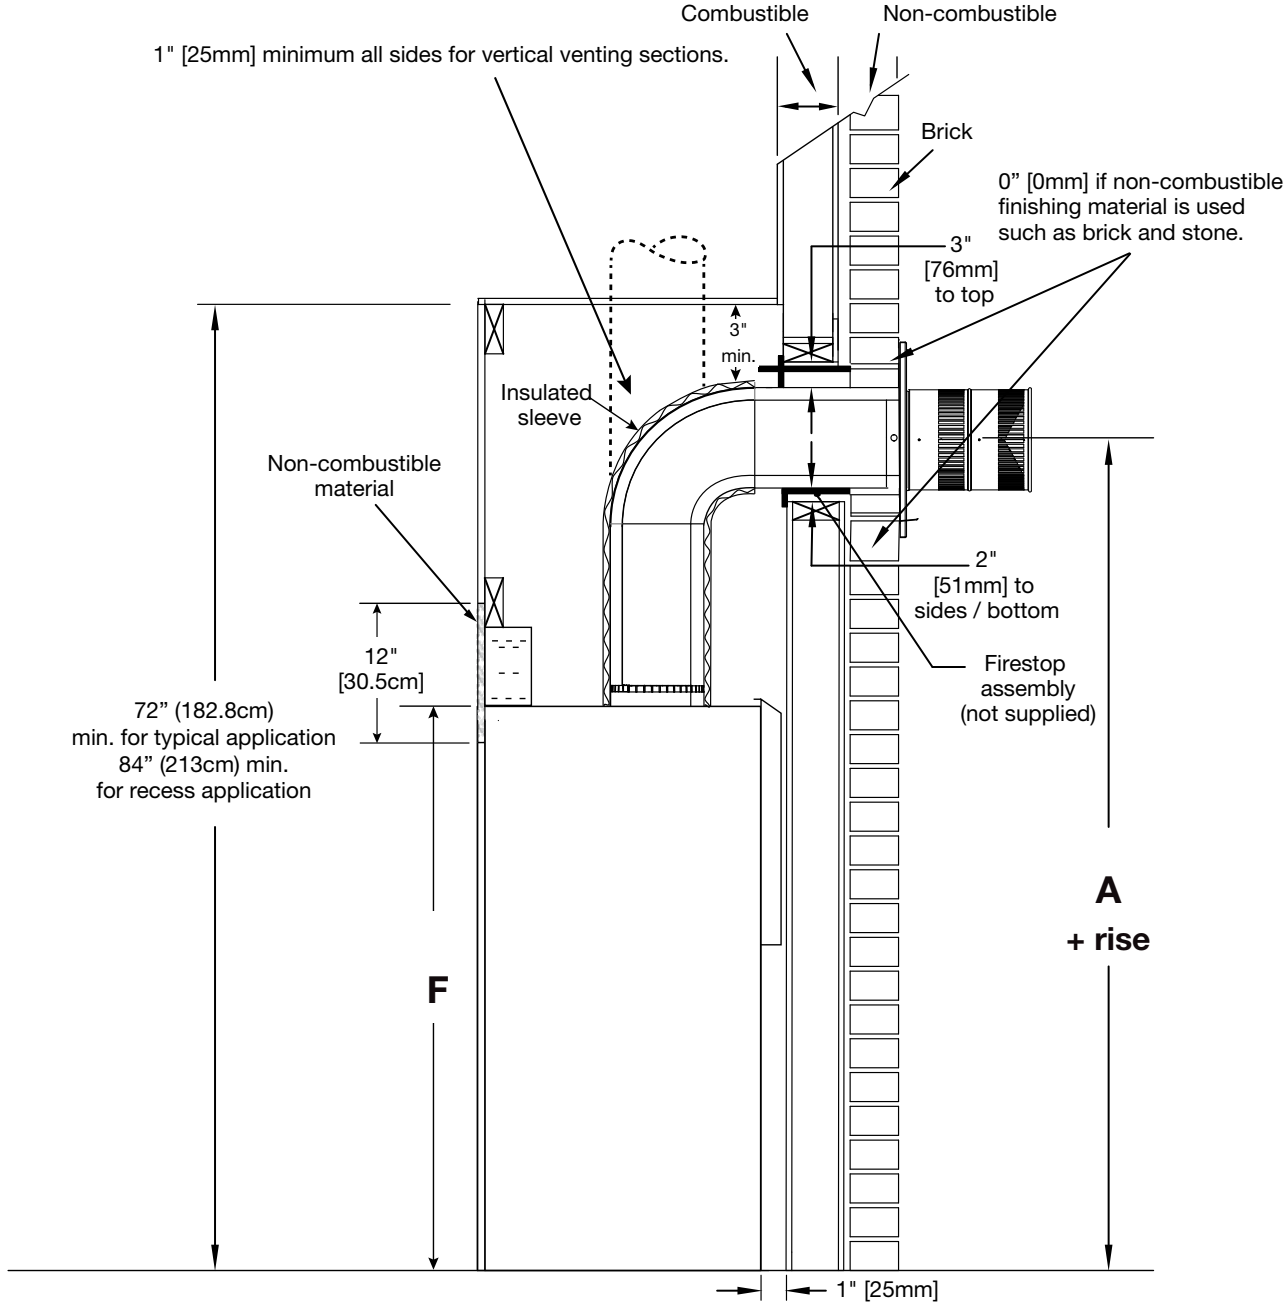 Combustible
Non-combustible
1" [25mm] minimum all sides for vertical venting sections.
Brick
0” [0mm] if non-combustible
finishing material is used
such as brick and stone.
3"
[76mm]
to top
3"
min.
Insulated
sleeve
Non-combustible
material
2"
[51mm] to
sides / bottom
12"
[30.5cm]
Firestop
assembly
(not supplied)
72” (182.8cm)
min. for typical application
84” (213cm) min.
for recess application
A
+ rise
F
1" [25mm]